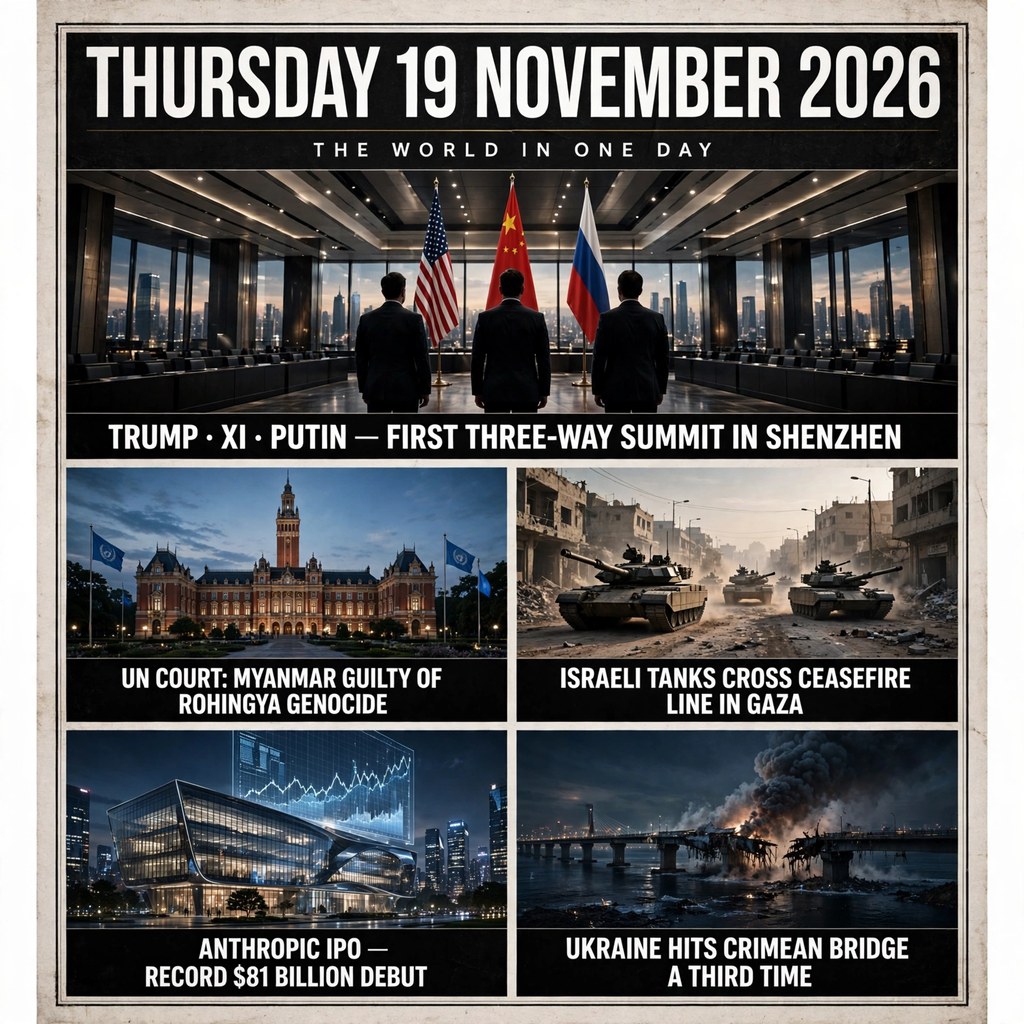 THURSDAY 19 NOVEMBER 2026
THE WORLD IN ONE DAY
TRUMP · XI · PUTIN — FIRST THREE-WAY SUMMIT IN SHENZHEN
UN COURT: MYANMAR GUILTY OF
ROHINGYA GENOCIDE
ISRAELI TANKS CROSS CEASEFIRE
LINE IN GAZA
ANTHROPIC IPO —
RECORD $81 BILLION DEBUT
UKRAINE HITS CRIMEAN BRIDGE
A THIRD TIME